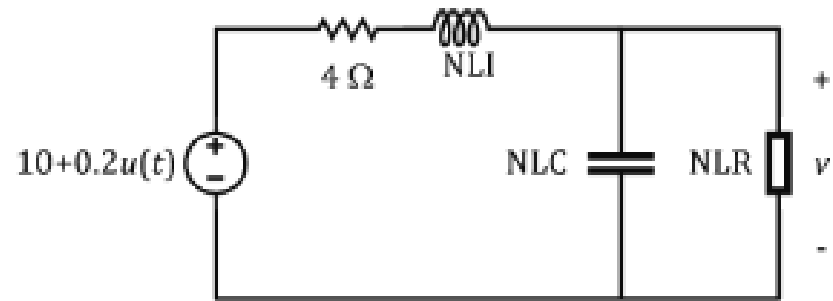 4 Ω
NLI
+
10+0.2u(t)
+
-
NLC
NLR
v
-